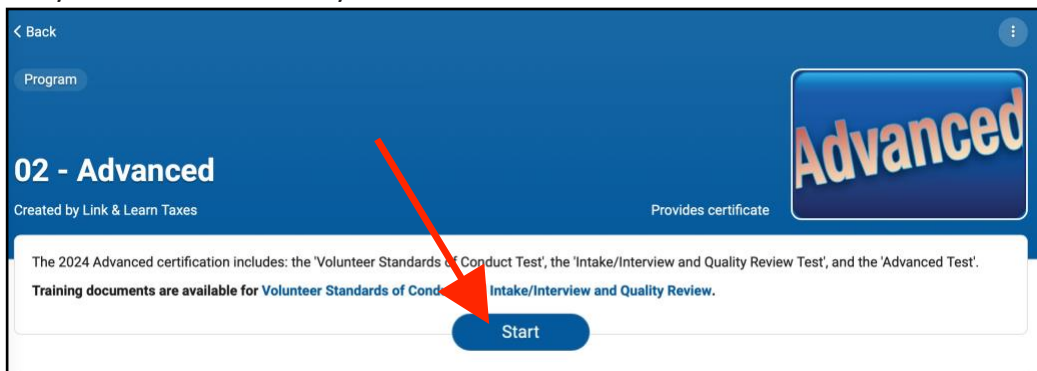 < Back
Program
Advanced
02 - Advanced
Created by Link & Learn Taxes
Provides certificate
The 2024 Advanced certification includes: the 'Volunteer Standards of Conduct Test', the 'Intake/Interview and Quality Review Test', and the 'Advanced Test'.
Training documents are available for Volunteer Standards of Cond Intake/Interview and Quality Review.
Start